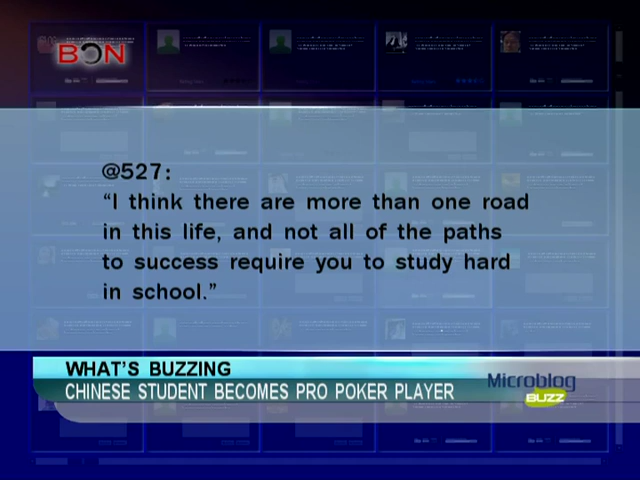 BON
@527:
“I think there are more than one road
in this life, and not all of the paths
to success require you to study hard
in school.”
WHAT'S BUZZING
CHINESE STUDENT BECOMES PRO POKER PLAYER
Microblog
BUZZ